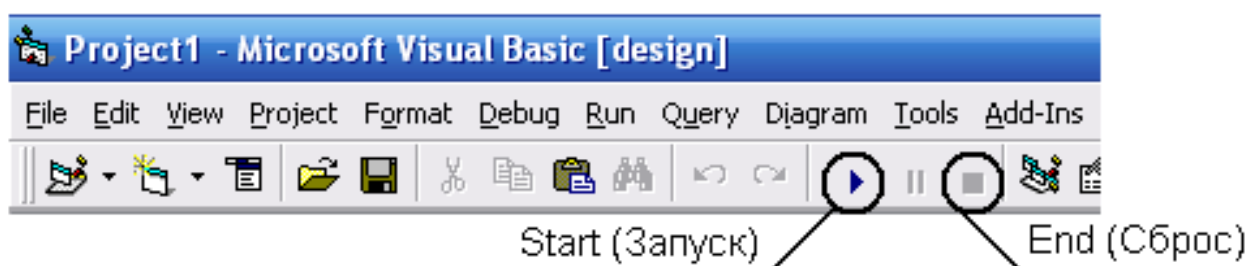 Project1 - Microsoft Visual Basic [design]
File Edit View Project Format Debug Run Query Diagram Tools Add-Ins
Start (Запуск) End (Сброс)